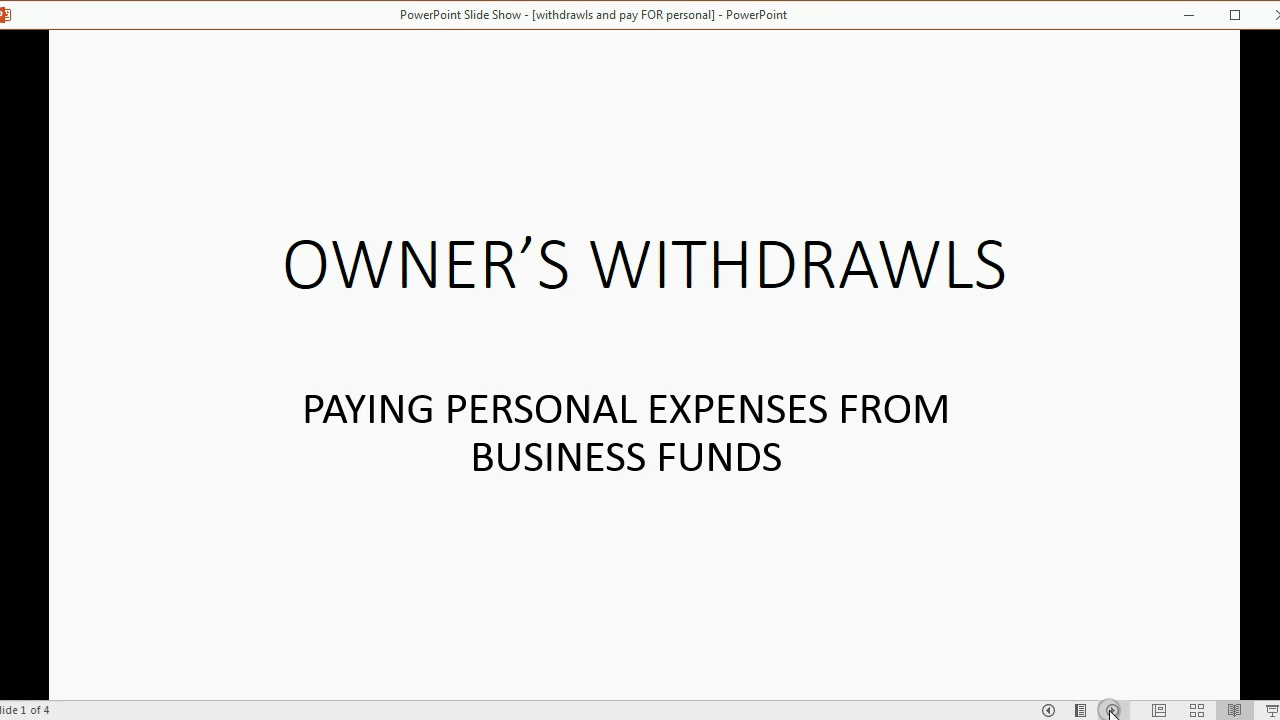 PowerPoint Slide Show - [withdrawls and pay FOR personal] - PowerPoint
OWNER’S WITHDRAWLS
PAYING PERSONAL EXPENSES FROM
BUSINESS FUNDS
lide 1 of 4